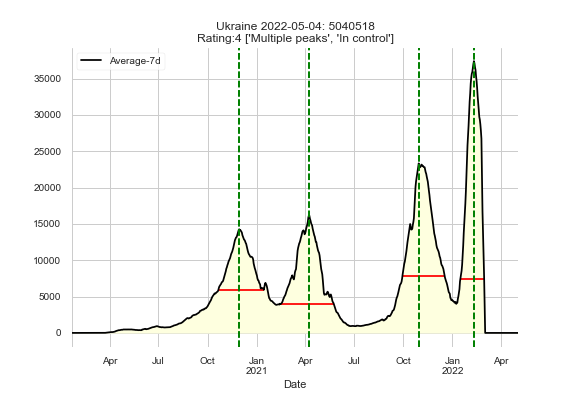 Ukraine 2022-05-04: 5040518
Rating:4 ['Multiple peaks', 'In control']
Average-7d
35000
30000
25000
20000
15000
10000
5000
0
Apr Jul Oct Jan Apr Jul Oct Jan Apr
2021 2022
Date